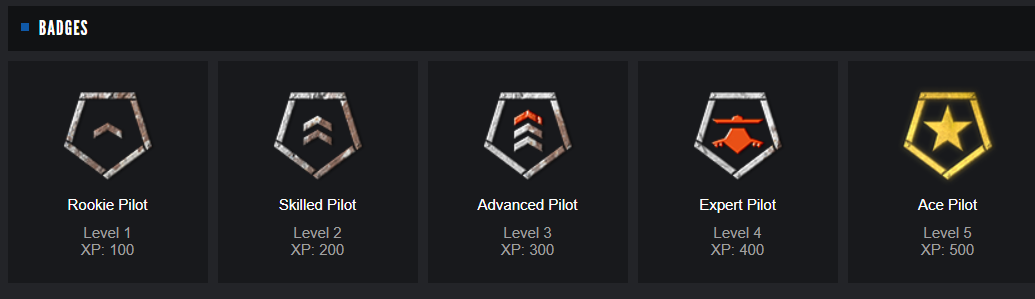 BADGES
Rookie Pilot
Level 1
XP: 100
Skilled Pilot
Level 2
XP: 200
Advanced Pilot
Level 3
XP: 300
Expert Pilot
Level 4
XP: 400
Ace Pilot
Level 5
XP: 500